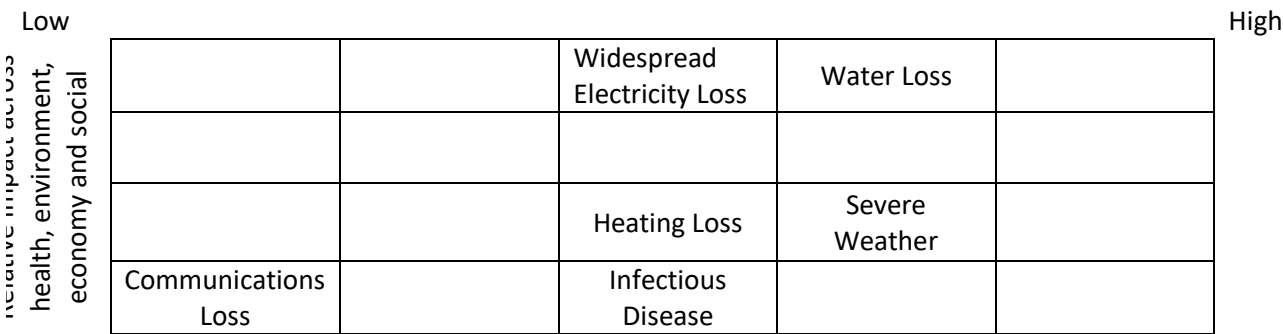 Low
High
Widespread
Electricity Loss
Water Loss
Heating Loss
Severe
Weather
Communications
Loss
Infectious
Disease
health, environment,
economy and social